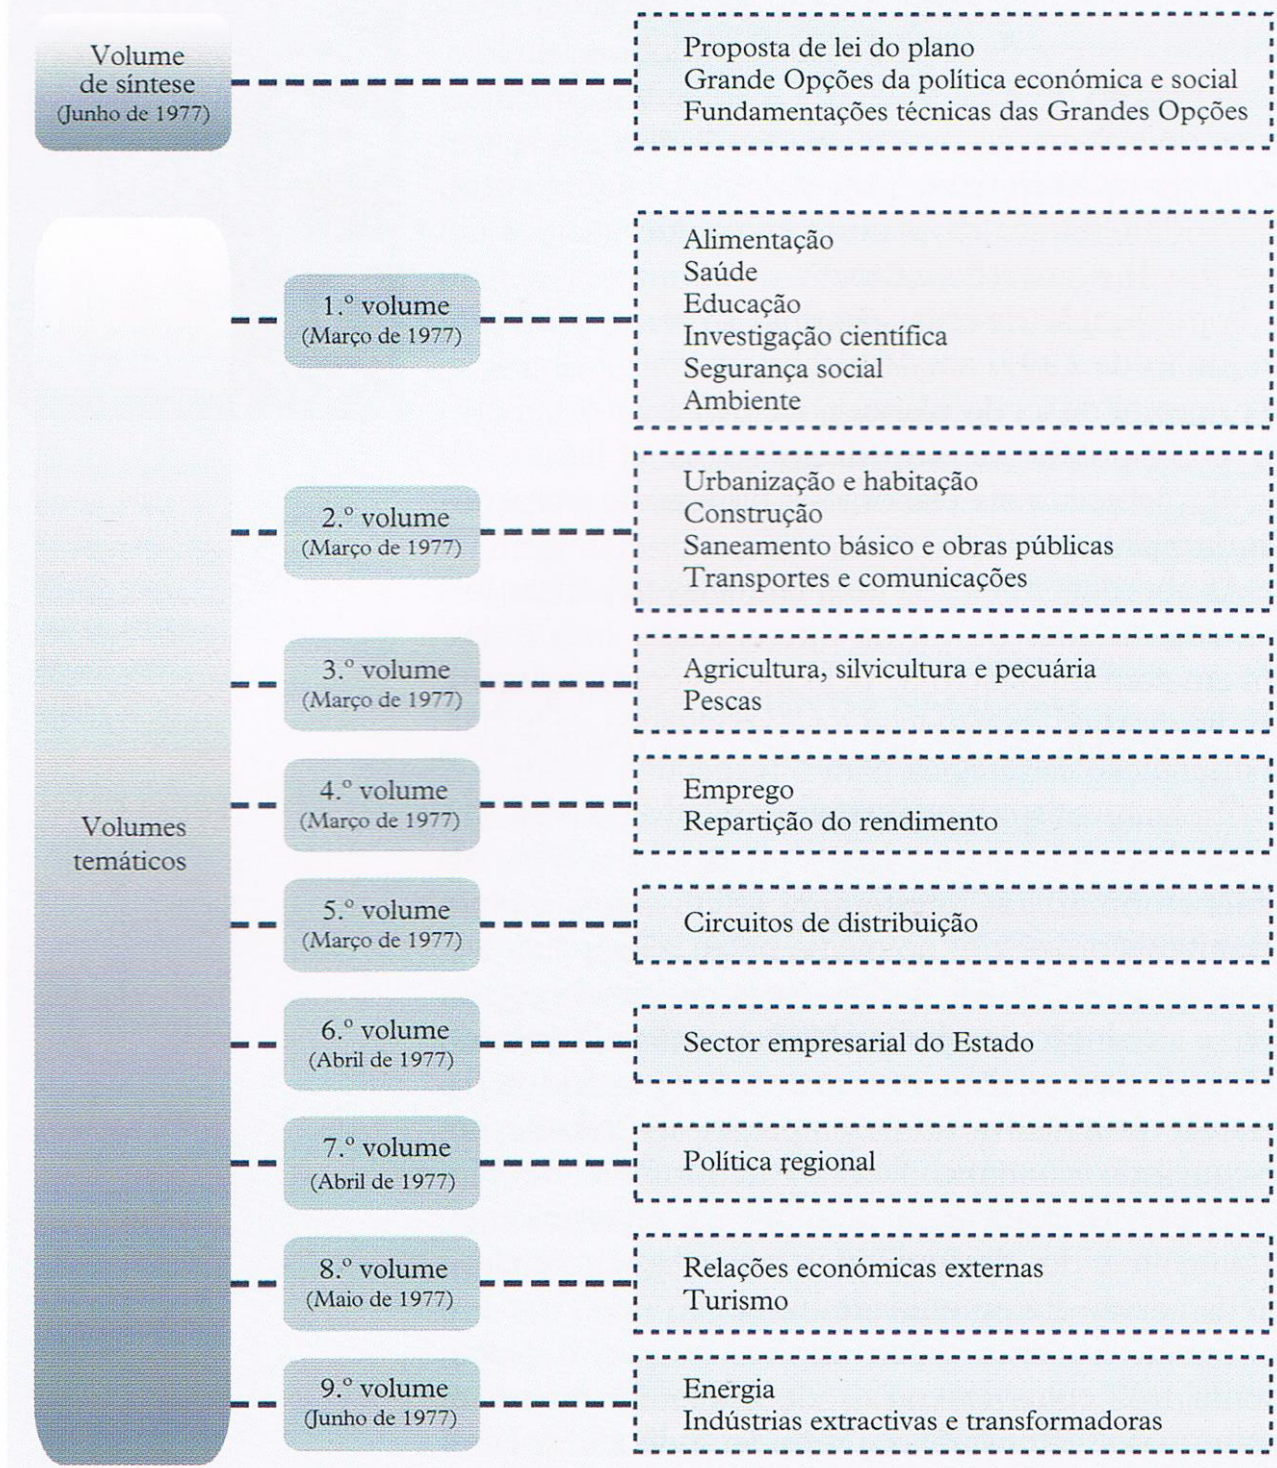 Volume
de síntese
(Junho de 1977)
Proposta de lei do plano
Grande Opções da política económica e social
Fundamentações técnicas das Grandes Opções
Volumes
temáticos
1.º volume
(Março de 1977)
Alimentação
Saúde
Educação
Investigação científica
Segurança social
Ambiente
2.º volume
(Março de 1977)
Urbanização e habitação
Construção
Saneamento básico e obras públicas
Transportes e comunicações
3.º volume
(Março de 1977)
Agricultura, silvicultura e pecuária
Pescas
4.º volume
(Março de 1977)
Emprego
Repartição do rendimento
5.º volume
(Março de 1977)
Circuitos de distribuição
6.º volume
(Abril de 1977)
Sector empresarial do Estado
7.º volume
(Abril de 1977)
Política regional
8.º volume
(Maio de 1977)
Relações económicas externas
Turismo
9.º volume
(Junho de 1977)
Energia
Indústrias extractivas e transformadoras